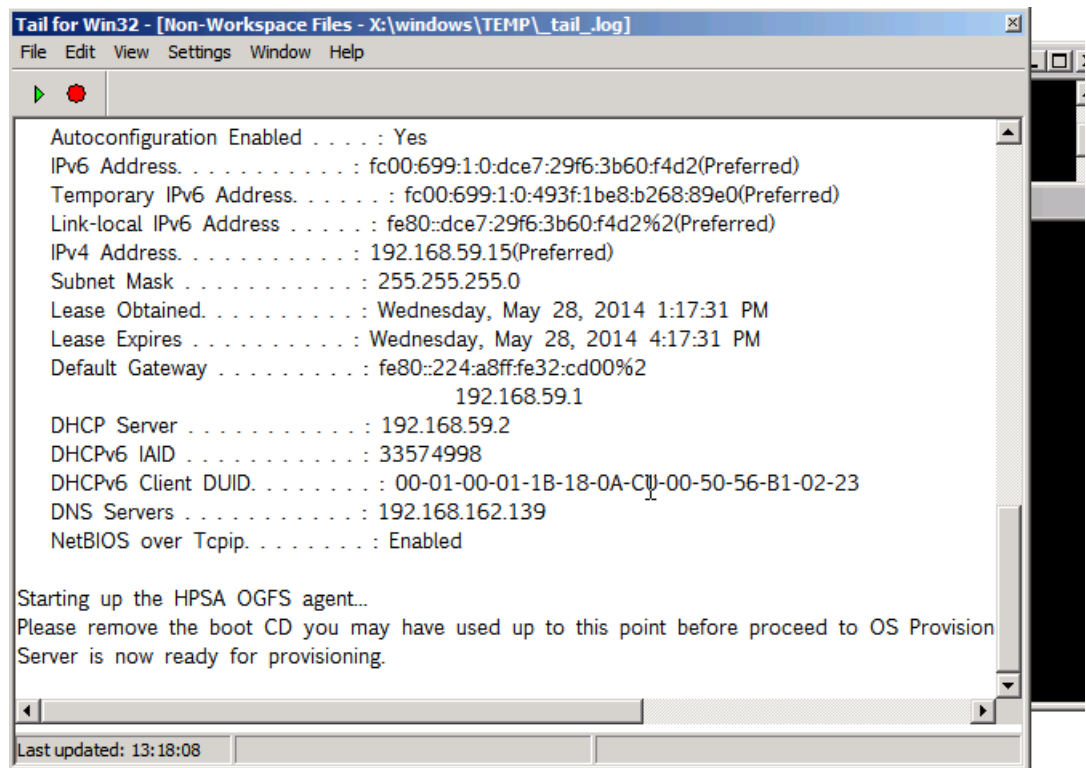 Tail for Win32 - [Non-Workspace Files - X:\windows\TEMP\_tail_.log]
File Edit View Settings Window Help
Autoconfiguration Enabled . . . . : Yes
IPv6 Address. . . . . . . . . . . : fc00:699:1:0:dce7:29f6:3b60:f4d2(Preferred)
Temporary IPv6 Address. . . . . . : fc00:699:1:0:493f:1be8:b268:89e0(Preferred)
Link-local IPv6 Address . . . . . : fe80::dce7:29f6:3b60:f4d2%2(Preferred)
IPv4 Address. . . . . . . . . . . : 192.168.59.15(Preferred)
Subnet Mask . . . . . . . . . . . : 255.255.255.0
Lease Obtained. . . . . . . . . . : Wednesday, May 28, 2014 1:17:31 PM
Lease Expires . . . . . . . . . . : Wednesday, May 28, 2014 4:17:31 PM
Default Gateway . . . . . . . . . : fe80::224:a8ff:fe32:cd00%2
192.168.59.1
DHCP Server . . . . . . . . . . . : 192.168.59.2
DHCPv6 IAID . . . . . . . . . . . : 33574998
DHCPv6 Client DUID. . . . . . . . :
DNS Servers . . . . . . . . . . . : 192.168.162.139
NetBIOS over Tcpip. . . . . . . . : Enabled
Starting up the HPSA OGFS agent...
Please remove the boot CD you may have used up to this point before proceed to OS Provision
Server is now ready for provisioning.
Last updated: 13:18:08